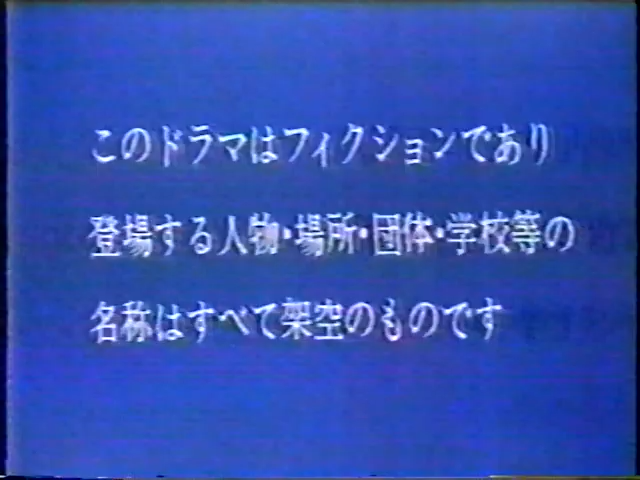 このドラマはフィクションであり
登場する人物・場所・団体・学校等の
名称はすべて架空のものです